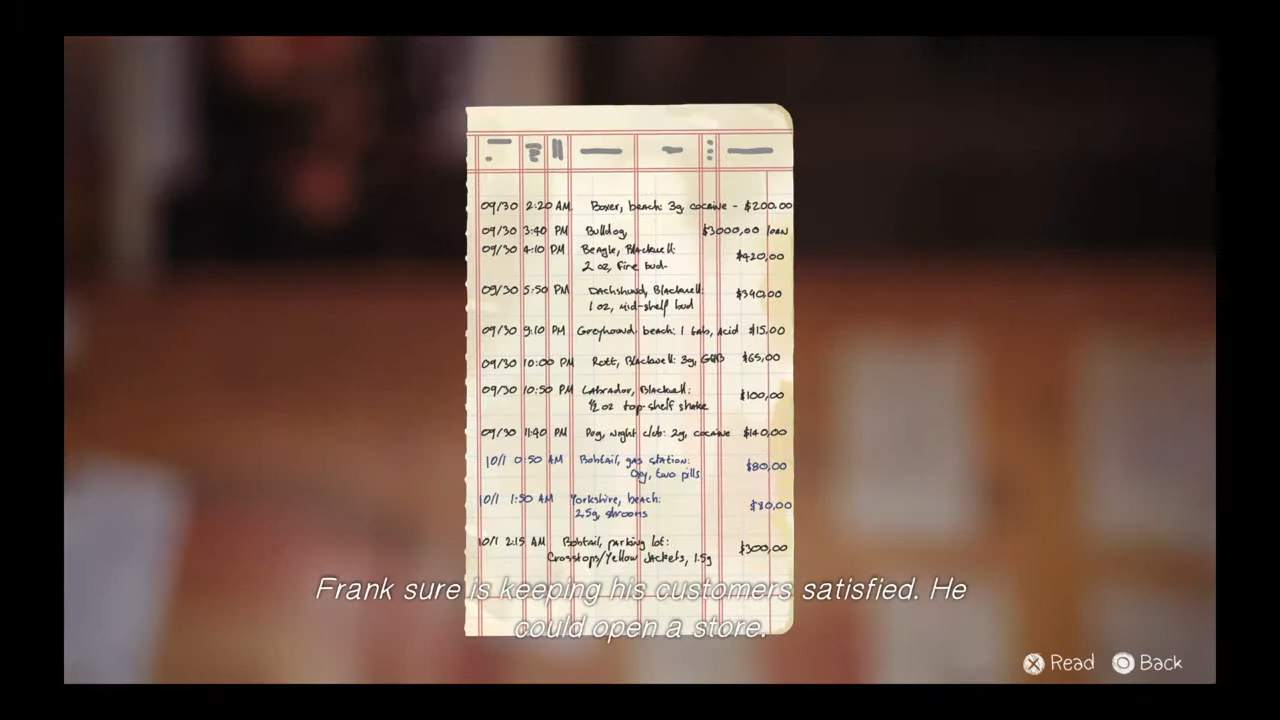 09/30 2:20 AM Boxer, beach: 3g, cocaine - $200.00
09/30 3:40 PM Bulldog, $3000,00 loan
09/30 4:10 PM Beagle, Blackwell: $420,00
2 oz, fire bud-
09/30 5:50 PM Dachshund, Blackwell: $340,00
1 oz, mid-shelf bud
09/30 9:10 PM Greyhound beach: 1 tab, acid $15.00
09/30 10:00 PM Rott, Blackwell: 3g, GHB $65,00
09/30 10:50 PM Labrador, Blackwell: $100,00
1/2 oz top-shelf shake
09/30 11:40 PM Pug, night club: 2g, cocaine $140,00
10/1 0:50 AM Bobtail, gas station: $80,00
Oxy, two pills
10/1 1:50 AM Yorkshire, beach:
2,5g, shrooms
10/1 2:15 AM Bobtail, parking lot: $300,00
Crosstops/Yellow Jackets, 1.5g
Frank sure is keeping his customers satisfied. He
could open a store.
Read Back